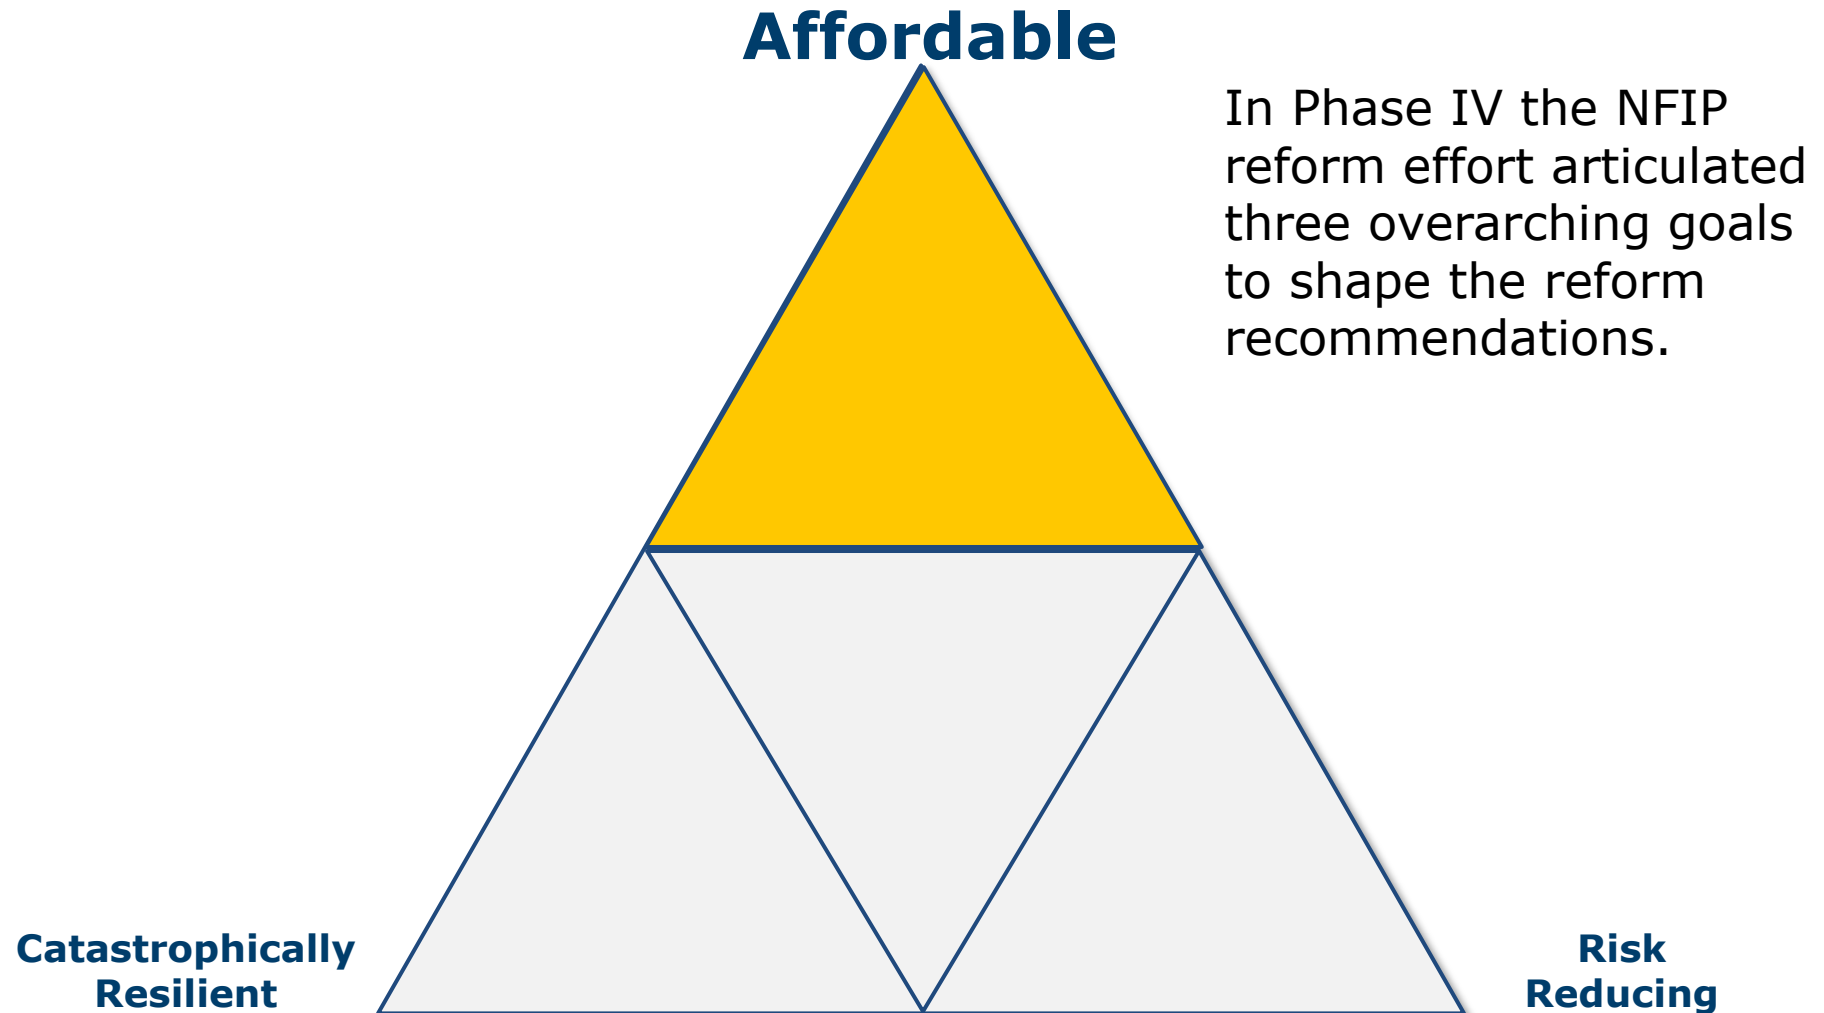 Affordable
In Phase IV the NFIP
reform effort articulated
three overarching goals
to shape the reform
recommendations.
Catastrophically
Resilient
Risk
Reducing